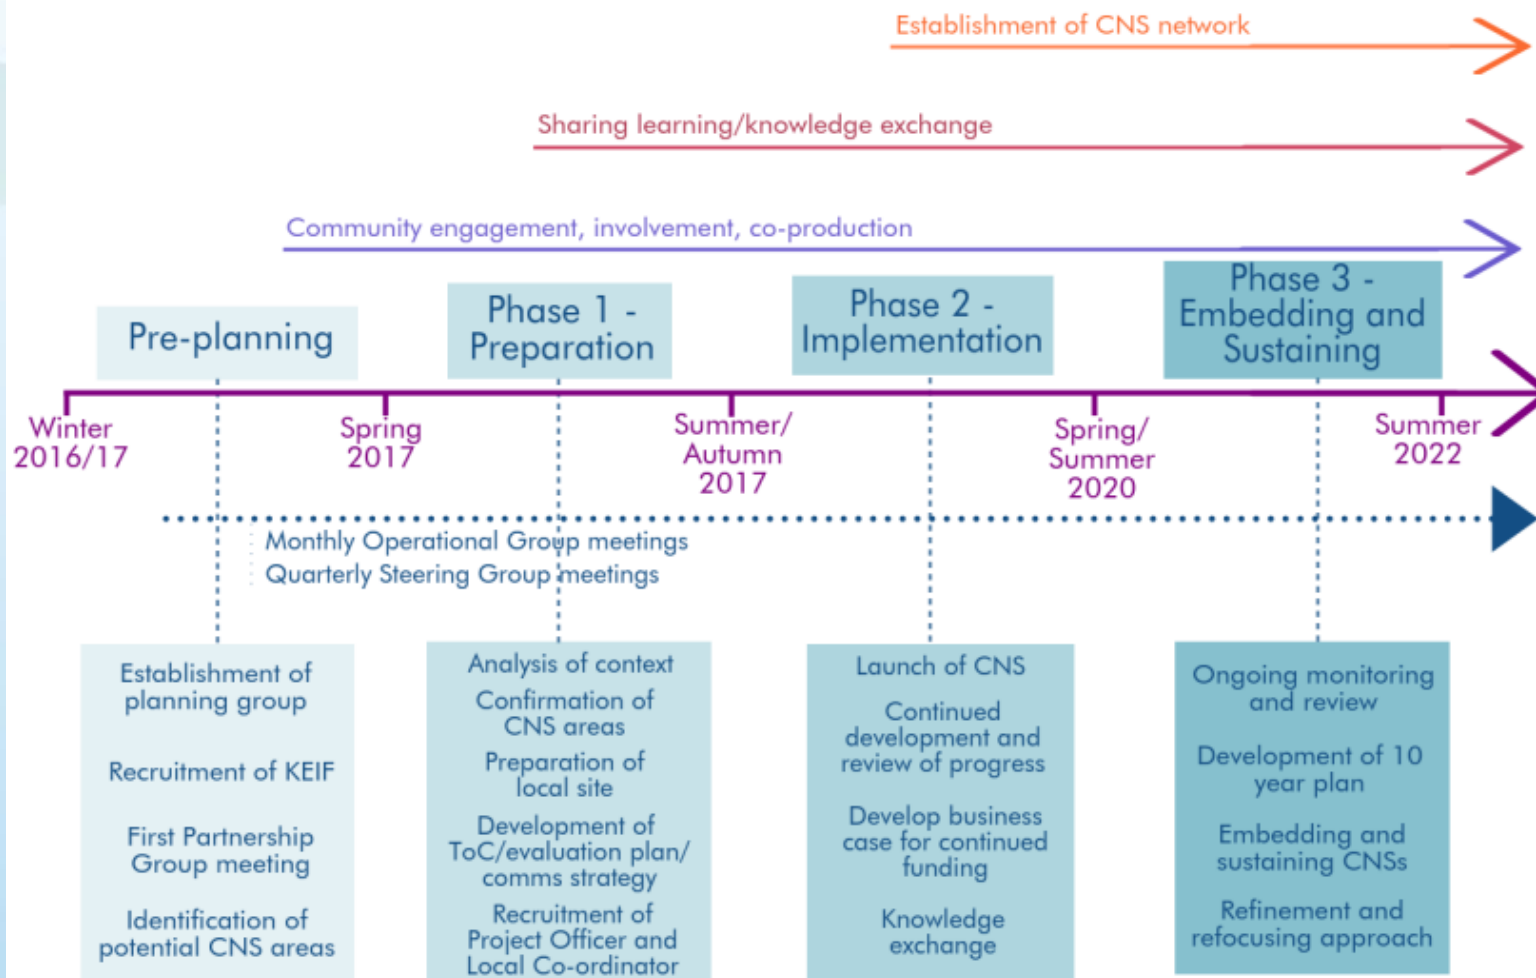 Establishment of CNS network
Sharing learning/knowledge exchange
Community engagement, involvement, co-production
Pre-planning
Phase 1 -
Preparation
Phase 2 -
Implementation
Phase 3 -
Embedding and
Sustaining
Winter
2016/17
Spring
2017
Summer/
Autumn
2017
Spring/
Summer
2020
Summer
2022
Monthly Operational Group meetings
Quarterly Steering Group meetings
Establishment of
planning group
Recruitment of KEIF
First Partnership
Group meeting
Identification of
potential CNS areas
Analysis of context
Confirmation of
CNS areas
Preparation of
local site
Development of
ToC/evaluation plan/
comms strategy
Recruitment of
Project Officer and
Local Co-ordinator
Launch of CNS
Continued
development and
review of progress
Develop business
case for continued
funding
Knowledge
exchange
Ongoing monitoring
and review
Development of 10
year plan
Embedding and
sustaining CNSs
Refinement and
refocusing approach